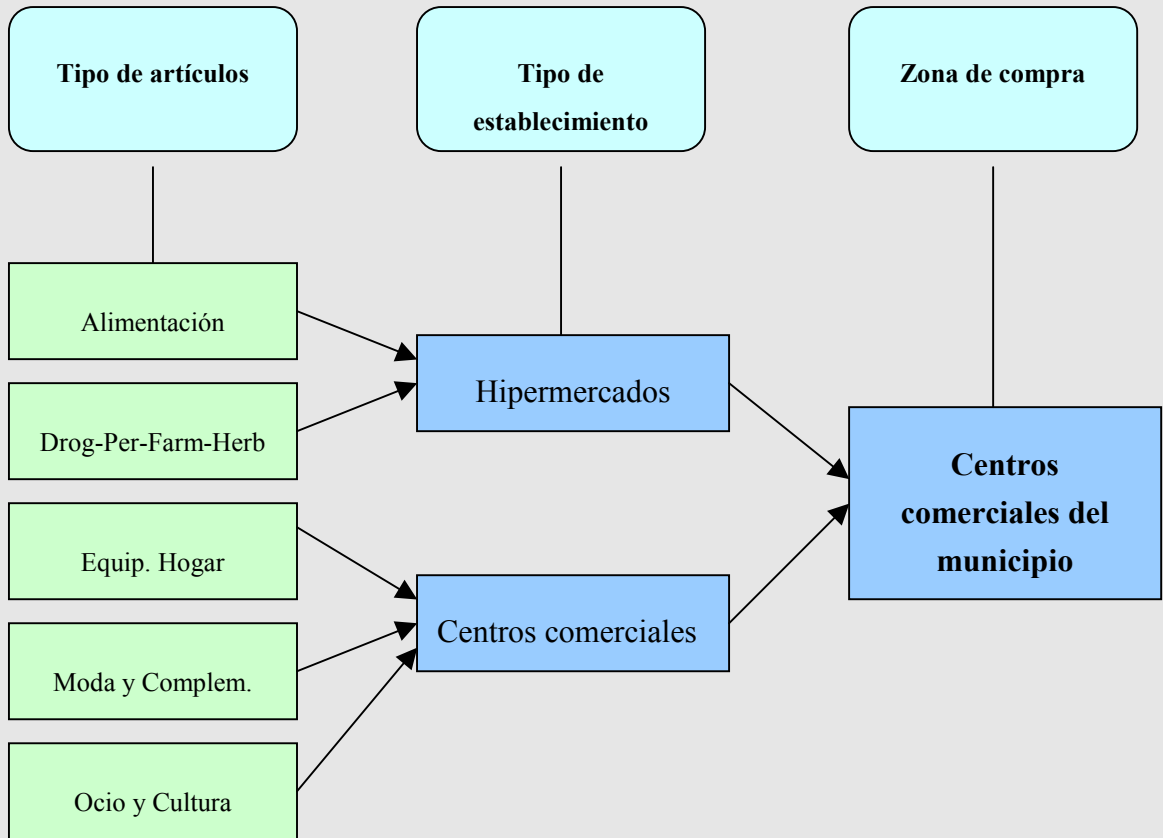 Tipo de artículos
Tipo de
establecimiento
Zona de compra
Alimentación
Drog-Per-Farm-Herb
Equip. Hogar
Moda y Complem.
Ocio y Cultura
Hipermercados
Centros comerciales
Centros
comerciales del
municipio